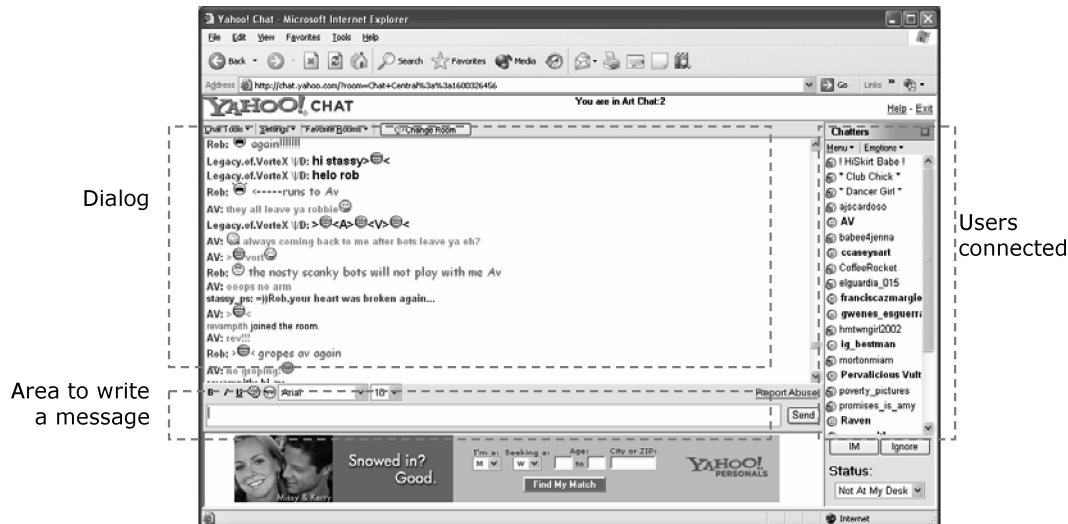 Yahoo! Chat - Microsoft Internet Explorer
File Edit View Favorites Tools Help
Back Search Favorites Media
Address http://chat.yahoo.com/?room=Chat+Central%3a%3a1600326456 Go Links »
YAHOO! CHAT You are in Art Chat:2 Help - Exit
Chat Tools Settings Favorite Rooms Change Room
Chatters
Menu Emotions
Dialog
Rob: again!!!!!!!
Legacy.of.VorteX \|/D: hi stassy> <
Legacy.of.VorteX \|/D: helo rob
Rob: <-----runs to Av
AV: they all leave ya robbie
Legacy.of.VorteX \|/D: > <A> <V> <
AV: always coming back to me after bots leave ya eh?
AV: > vort
Rob: the nasty scanky bots will not play with me Av
AV: ooops no arm
stassy_ps: =))Rob,your heart was broken again...
AV: > <
revampith joined the room.
AV: rev!!!
Rob: > < gropes av again
AV: no groping
! HiSkirt Babe !
* Club Chick *
* Dancer Girl *
ajscardoso
AV
babee4jenna
ccaseysart
CoffeeRocket
elguardia_015
franciscazmargle
gwenes_esguerra
hmtwngirl2002
ig_bestman
mortonmiam
Pervalicious Vult
poverty_pictures
promises_is_amy
Raven
Users
connected
Area to write
a message
B I U Arial 10 Report Abuse
Send
IM Ignore
Status:
Not At My Desk
Snowed in?
Good.
Missy & Kerry
I'm a: Seeking a: Age: City or ZIP:
M W to
Find My Match
YAHOO!
PERSONALS
Internet